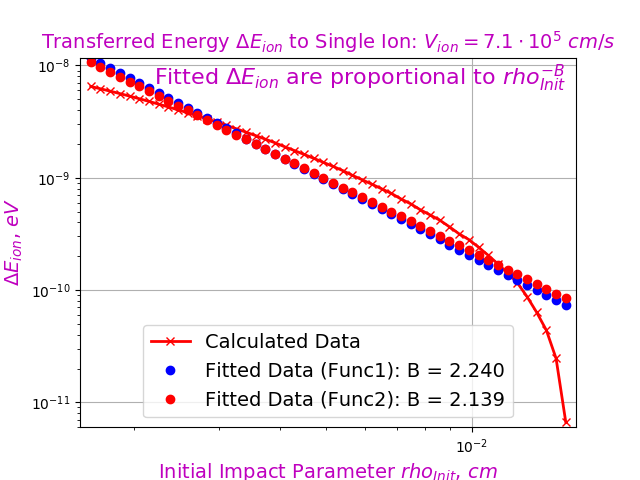 Transferred Energy ΔE_ion to Single Ion: V_ion = 7.1 · 10^5 cm/s
Fitted ΔE_ion are proportional to rho_Init^−B
10^−8
10^−9
10^−10
10^−11
ΔE_ion, eV
Calculated Data
Fitted Data (Func1): B = 2.240
Fitted Data (Func2): B = 2.139
10^−2
Initial Impact Parameter rho_Init, cm